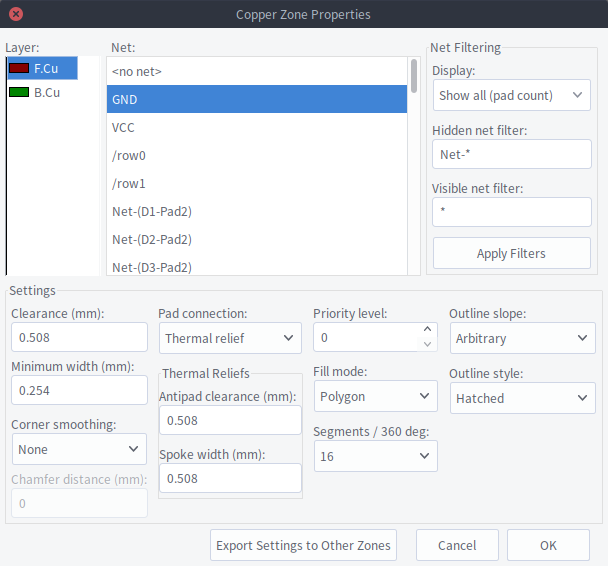 Copper Zone Properties
Layer:
F.Cu
B.Cu
Net:
<no net>
GND
VCC
/row0
/row1
Net-(D1-Pad2)
Net-(D2-Pad2)
Net-(D3-Pad2)
Net Filtering
Display:
Show all (pad count)
Hidden net filter:
Net-*
Visible net filter:
*
Apply Filters
Settings
Clearance (mm):
0.508
Minimum width (mm):
0.254
Corner smoothing:
None
Chamfer distance (mm):
0
Pad connection:
Thermal relief
Thermal Reliefs
Antipad clearance (mm):
0.508
Spoke width (mm):
0.508
Priority level:
0
Fill mode:
Polygon
Segments / 360 deg:
16
Outline slope:
Arbitrary
Outline style:
Hatched
Export Settings to Other Zones
Cancel
OK